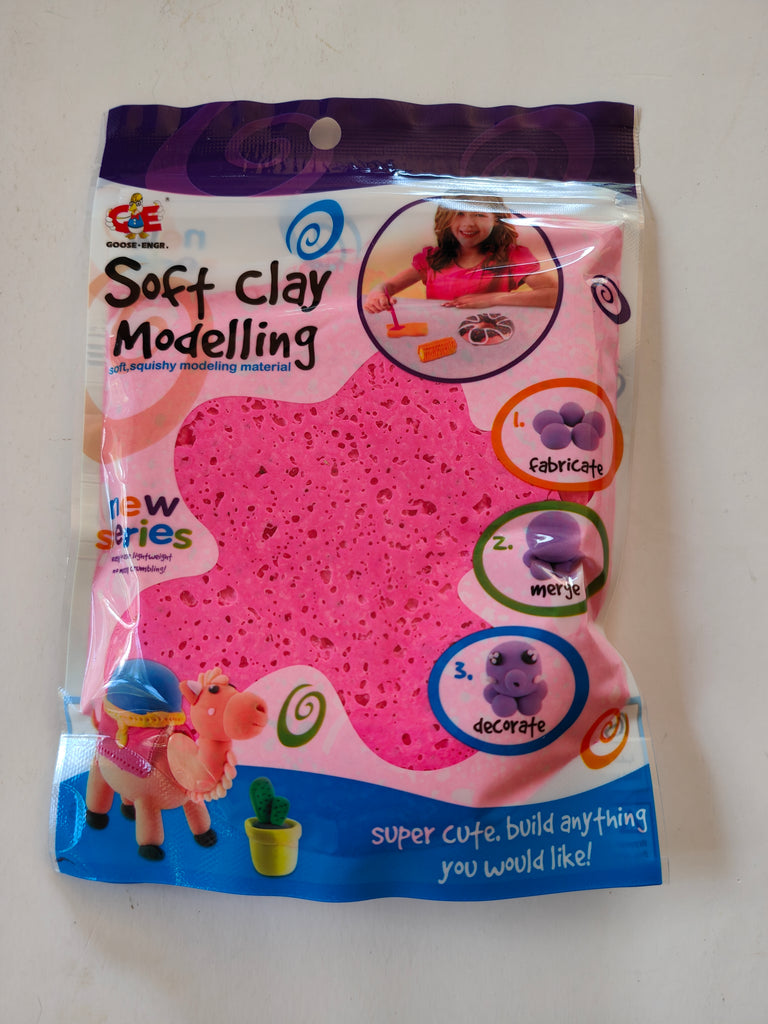 GE
GOOSE·ENGR.
Soft clay
Modelling
soft,squishy modeling material
1.
fabricate
new
series
lightweight
2.
merge
3.
decorate
super cute. build anything
you would like!